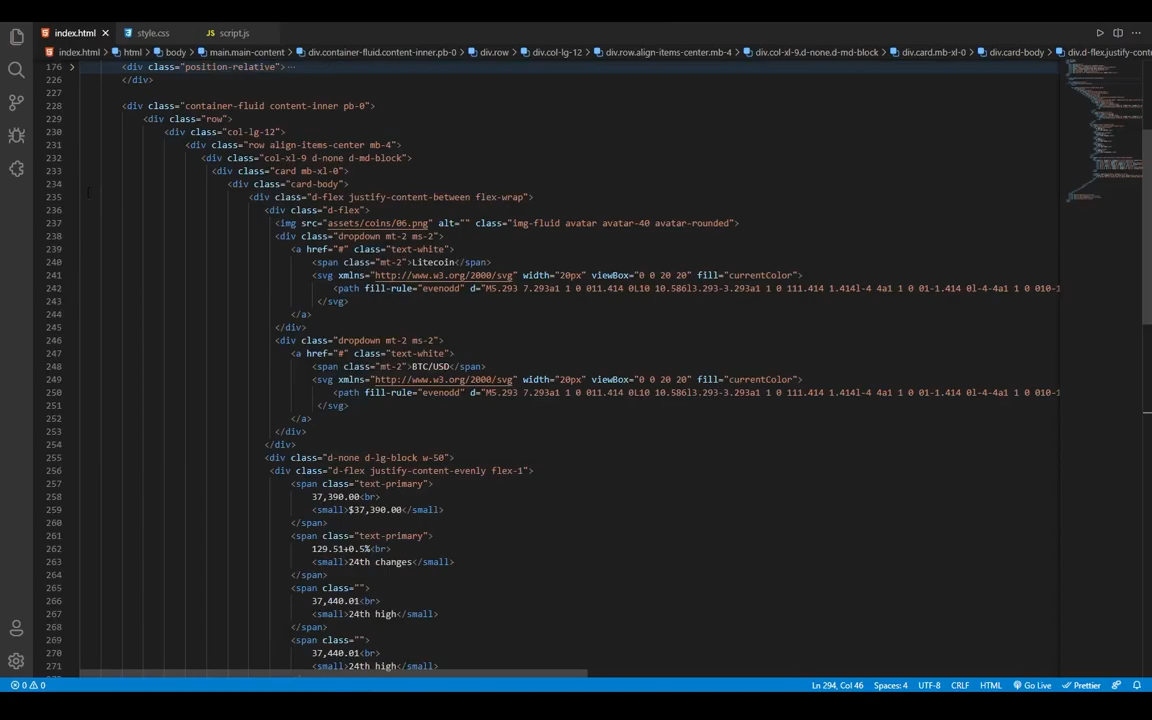 index.html
style.css
JS script.js
index.html > html > body > main.main-content > div.container-fluid.content-inner.pb-0 > div.row > div.col-lg-12 > div.row.align-items-center.mb-4 > div.col-xl-9.d-none.d-md-block > div.card.mb-xl-0 > div.card-body > div.d-flex.justify-conte
176 <div class="position-relative">
226 </div>
227
228 <div class="container-fluid content-inner pb-0">
229 <div class="row">
230 <div class="col-lg-12">
231 <div class="row align-items-center mb-4">
232 <div class="col-xl-9 d-none d-md-block">
233 <div class="card mb-xl-0">
234 <div class="card-body">
235 <div class="d-flex justify-content-between flex-wrap">
236 <div class="d-flex">
237 <img src="assets/coins/06.png" alt="" class="img-fluid avatar avatar-40 avatar-rounded">
238 <div class="dropdown mt-2 ms-2">
239 <a href="#" class="text-white">
240 <span class="mt-2">Litecoin</span>
241 <svg xmlns="http://www.w3.org/2000/svg" width="20px" viewBox="0 0 20 20" fill="currentColor">
242 <path fill-rule="evenodd" d="M5.293 7.293a1 1 0 011.414 0L10 10.586l3.293-3.293a1 1 0 111.414 1.414l-4 4a1 1 0 01-1.414 0l-4-4a1 1 0 010-1
243 </svg>
244 </a>
245 </div>
246 <div class="dropdown mt-2 ms-2">
247 <a href="#" class="text-white">
248 <span class="mt-2">BTC/USD</span>
249 <svg xmlns="http://www.w3.org/2000/svg" width="20px" viewBox="0 0 20 20" fill="currentColor">
250 <path fill-rule="evenodd" d="M5.293 7.293a1 1 0 011.414 0L10 10.586l3.293-3.293a1 1 0 111.414 1.414l-4 4a1 1 0 01-1.414 0l-4-4a1 1 0 010-1
251 </svg>
252 </a>
253 </div>
254 </div>
255 <div class="d-none d-lg-block w-50">
256 <div class="d-flex justify-content-evenly flex-1">
257 <span class="text-primary">
258 37,390.00<br>
259 <small>$37,390.00</small>
260 </span>
261 <span class="text-primary">
262 129.51+0.5%<br>
263 <small>24th changes</small>
264 </span>
265 <span class="">
266 37,440.01<br>
267 <small>24th high</small>
268 </span>
269 <span class="">
270 37,440.01<br>
271 <small>24th high</small>
0 0 Ln 294, Col 46 Spaces: 4 UTF-8 CRLF HTML Go Live Prettier